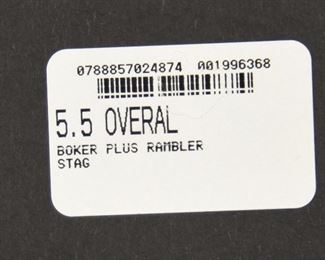 0788857024874 001996368
5.5 OVERAL
BOKER PLUS RAMBLER
STAG